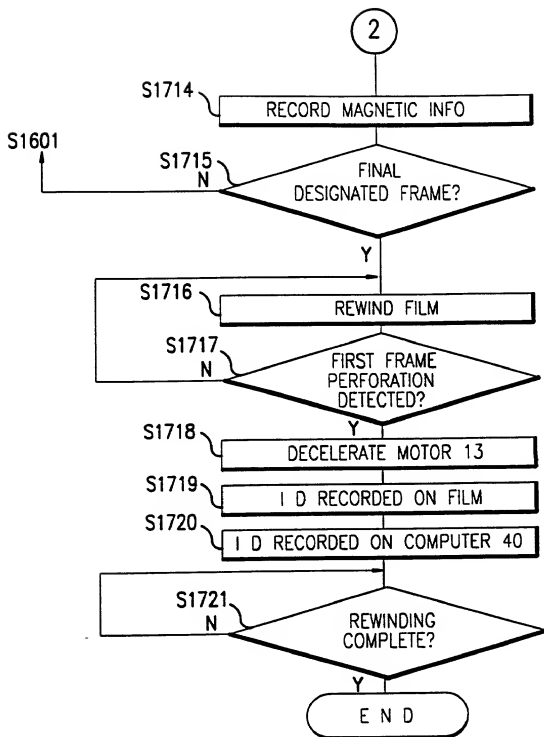 2
S1714
RECORD MAGNETIC INFO
S1601
S1715
N
FINAL
DESIGNATED FRAME?
Y
S1716
REWIND FILM
S1717
N
FIRST FRAME
PERFORATION
DETECTED?
Y
S1718
DECELERATE MOTOR 13
S1719
I D RECORDED ON FILM
S1720
I D RECORDED ON COMPUTER 40
S1721
N
REWINDING
COMPLETE?
Y
E N D